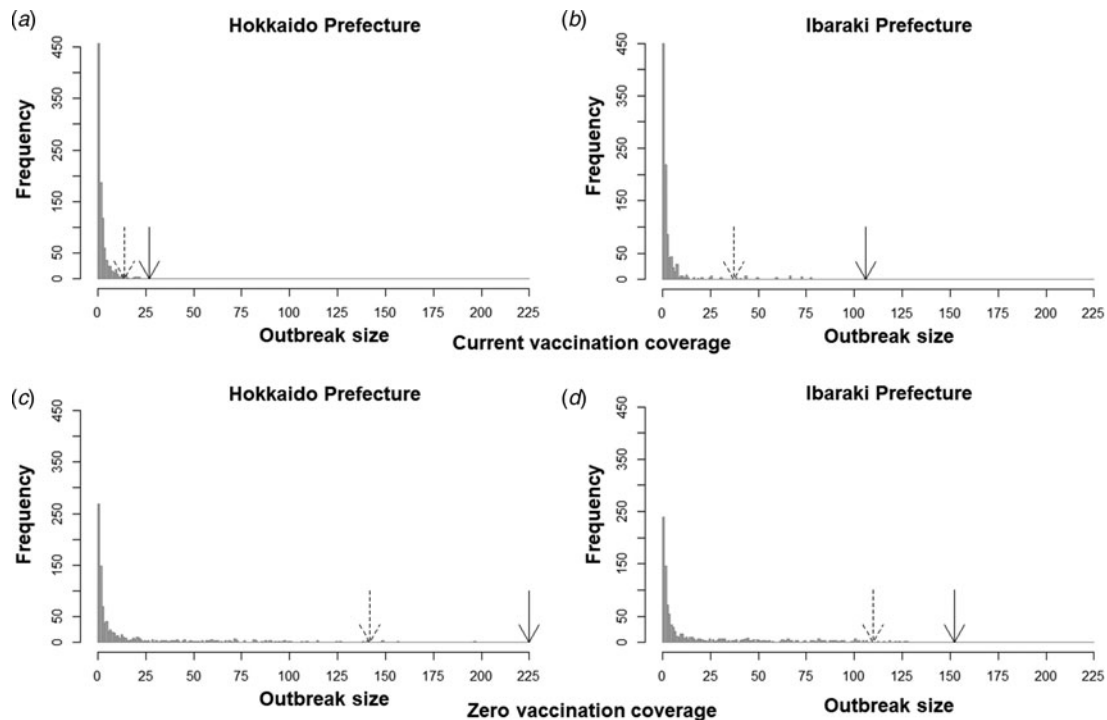 (a)
Hokkaido Prefecture
Frequency
450
350
250
150
50
0
0 25 50 75 100 125 150 175 200 225
Outbreak size
(b)
Ibaraki Prefecture
Frequency
450
350
250
150
50
0
0 25 50 75 100 125 150 175 200 225
Outbreak size
Current vaccination coverage
(c)
Hokkaido Prefecture
Frequency
450
350
250
150
50
0
0 25 50 75 100 125 150 175 200 225
Outbreak size
(d)
Ibaraki Prefecture
Frequency
450
350
250
150
50
0
0 25 50 75 100 125 150 175 200 225
Outbreak size
Zero vaccination coverage